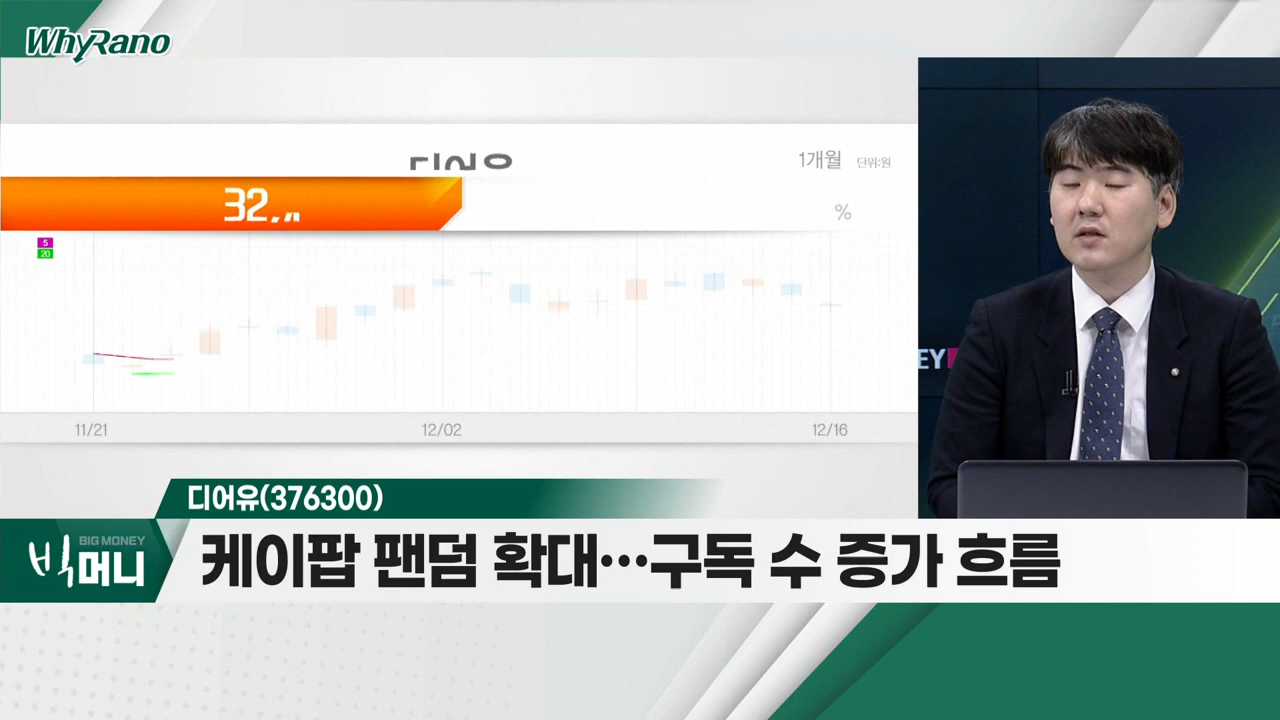 WhyRano
1개월 단위:원
32
%
5
20
11/21 12/02 12/16
EY
디어유(376300)
BIG MONEY
빅머니
케이팝 팬덤 확대…구독 수 증가 흐름